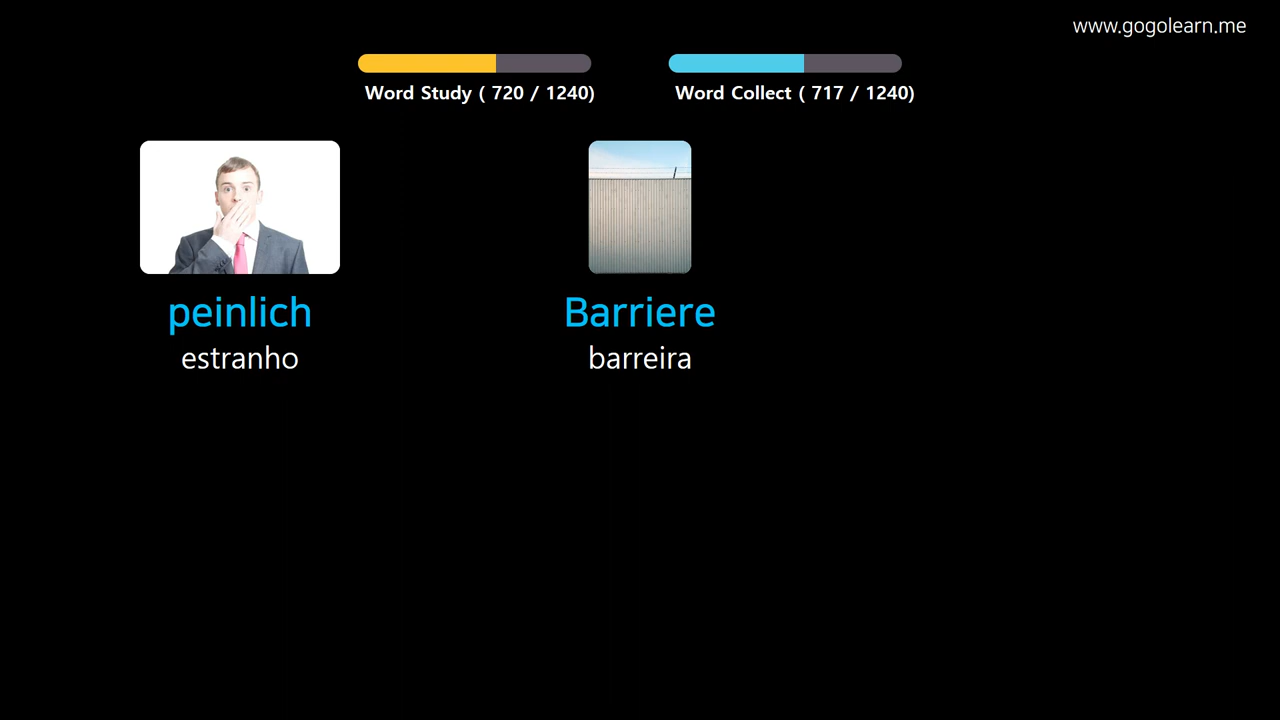 www.gogolearn.me
Word Study ( 720 / 1240)
Word Collect ( 717 / 1240)
peinlich
estranho
Barriere
barreira